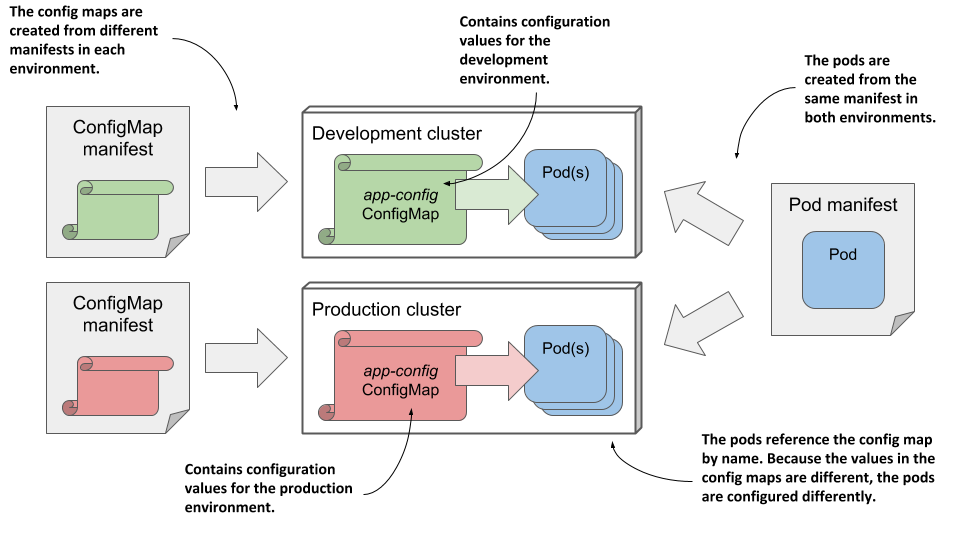 The config maps are
created from different
manifests in each
environment.
Contains configuration
values for the
development
environment.
The pods are
created from the
same manifest in
both environments.
ConfigMap
manifest
Development cluster
app-config
ConfigMap
Pod(s)
Pod manifest
Pod
ConfigMap
manifest
Production cluster
app-config
ConfigMap
Pod(s)
Contains configuration
values for the production
environment.
The pods reference the config map
by name. Because the values in the
config maps are different, the pods
are configured differently.